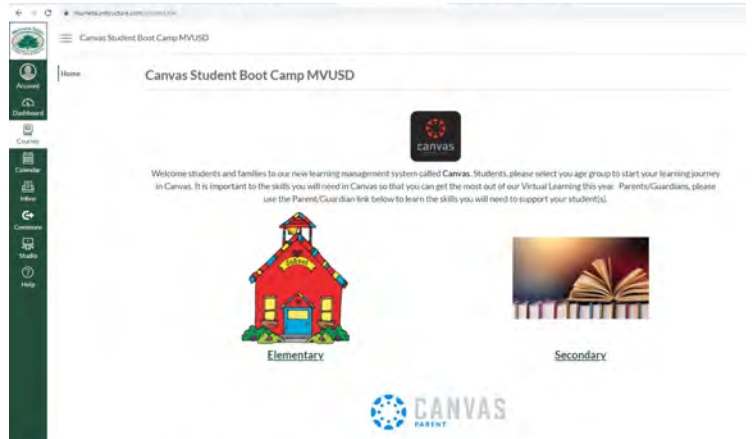 Canvas Student Boot Camp MVUSD
Account
Home
Canvas Student Boot Camp MVUSD
Dashboard
Courses
canvas
Calendar
Welcome students and families to our new learning management system called Canvas. Students, please select you age group to start your learning journey
in Canvas. It is important to the skills you will need in Canvas so that you can get the most out of our Virtual Learning this year. Parents/Guardians, please
use the Parent/Guardian link below to learn the skills you will need to support your student(s).
Inbox
Commons
Studio
Help
School
Elementary
Secondary
CANVAS
PARENT